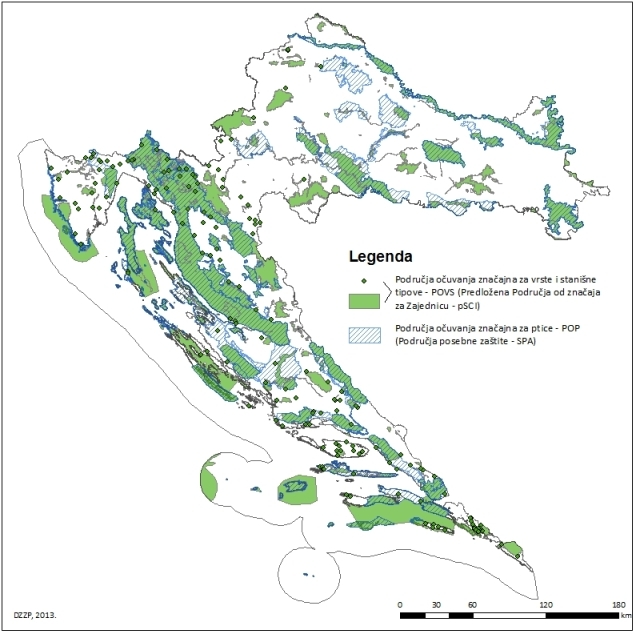 Legenda
Područja očuvanja značajna za vrste i stanišne
tipove - POVS (Predložena Područja od značaja
za Zajednicu - pSCI)
Područja očuvanja značajna za ptice - POP
(Područja posebne zaštite - SPA)
DZZP, 2013.
0 30 60 120 180
km